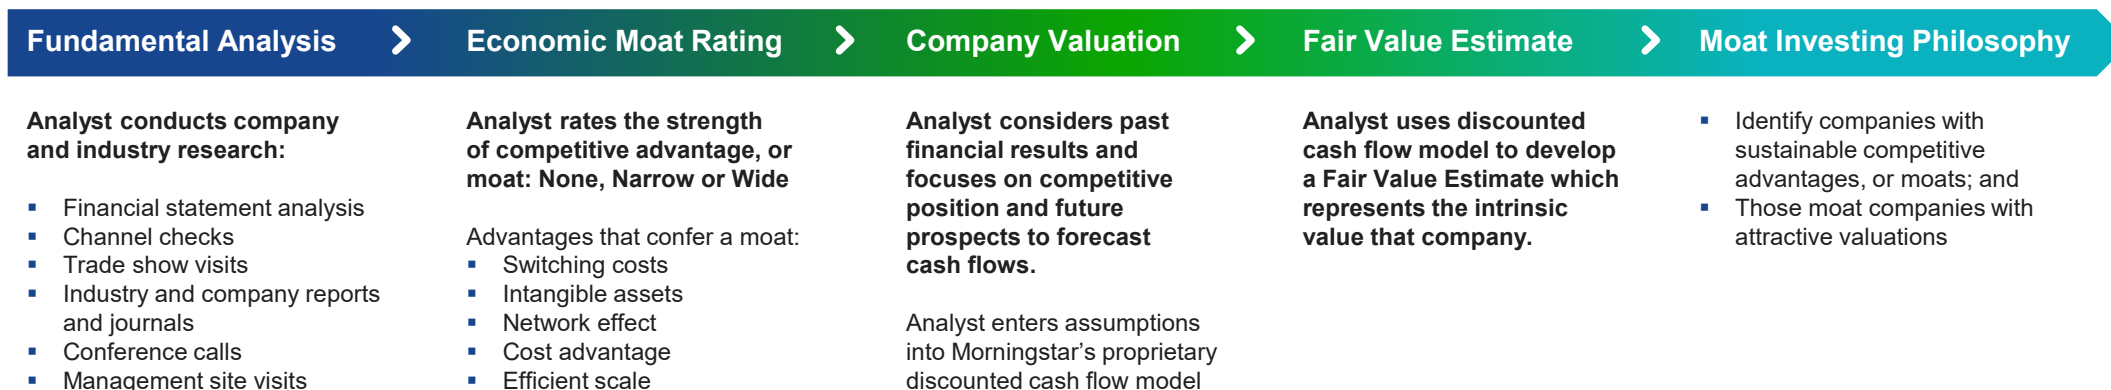 Fundamental Analysis
Economic Moat Rating
Company Valuation
Fair Value Estimate
Moat Investing Philosophy
Analyst conducts company
and industry research:
Financial statement analysis
Channel checks
Trade show visits
Industry and company reports
and journals
Conference calls
Management site visits
Analyst rates the strength
of competitive advantage, or
moat: None, Narrow or Wide
Advantages that confer a moat:
Switching costs
Intangible assets
Network effect
Cost advantage
Efficient scale
Analyst considers past
financial results and
focuses on competitive
position and future
prospects to forecast
cash flows.
Analyst enters assumptions
into Morningstar’s proprietary
discounted cash flow model
Analyst uses discounted
cash flow model to develop
a Fair Value Estimate which
represents the intrinsic
value that company.
Identify companies with
sustainable competitive
advantages, or moats; and
Those moat companies with
attractive valuations